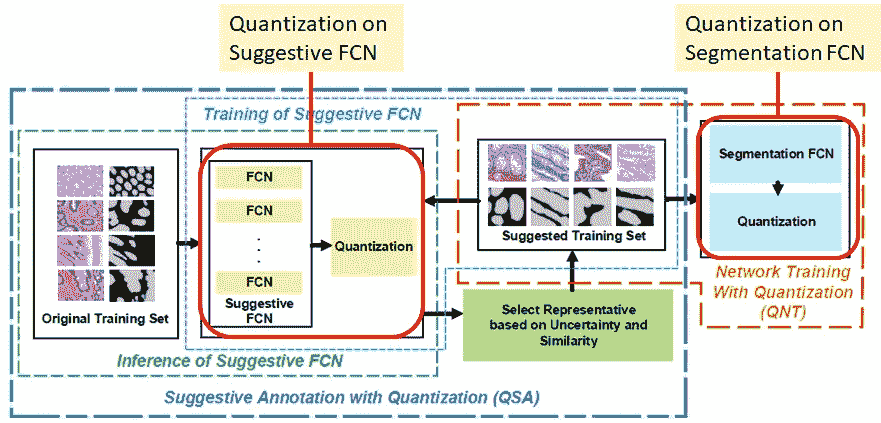 Quantization on
Suggestive FCN
Quantization on
Segmentation FCN
Training of Suggestive FCN
FCN
FCN
.
.
.
FCN
Suggestive
FCN
Quantization
Original Training Set
Inference of Suggestive FCN
Suggested Training Set
Select Representative
based on Uncertainty and
Similarity
Segmentation FCN
Quantization
Network Training
With Quantization
(QNT)
Suggestive Annotation with Quantization (QSA)